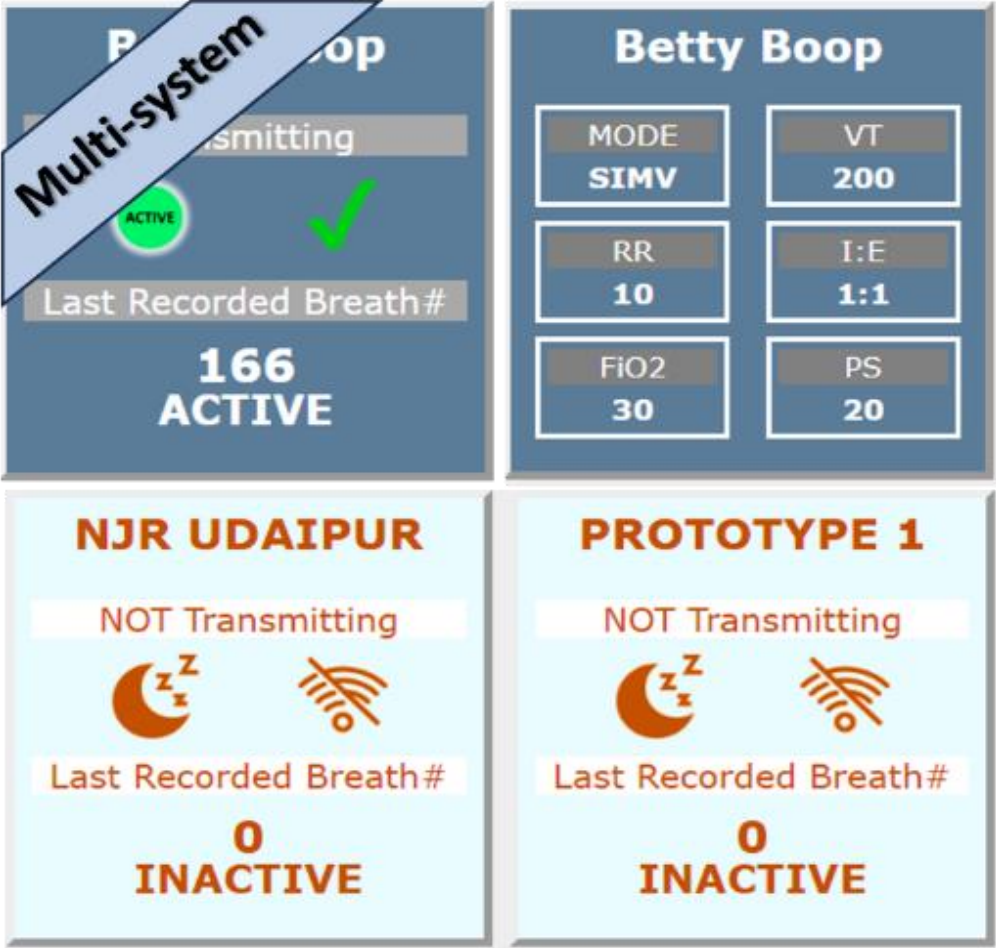 Multi-system
B op
smitting
ACTIVE
Last Recorded Breath#
166
ACTIVE
Betty Boop
MODE
SIMV
VT
200
RR
10
I:E
1:1
FiO2
30
PS
20
NJR UDAIPUR
NOT Transmitting
z z Z
Last Recorded Breath#
0
INACTIVE
PROTOTYPE 1
NOT Transmitting
z z Z
Last Recorded Breath#
0
INACTIVE